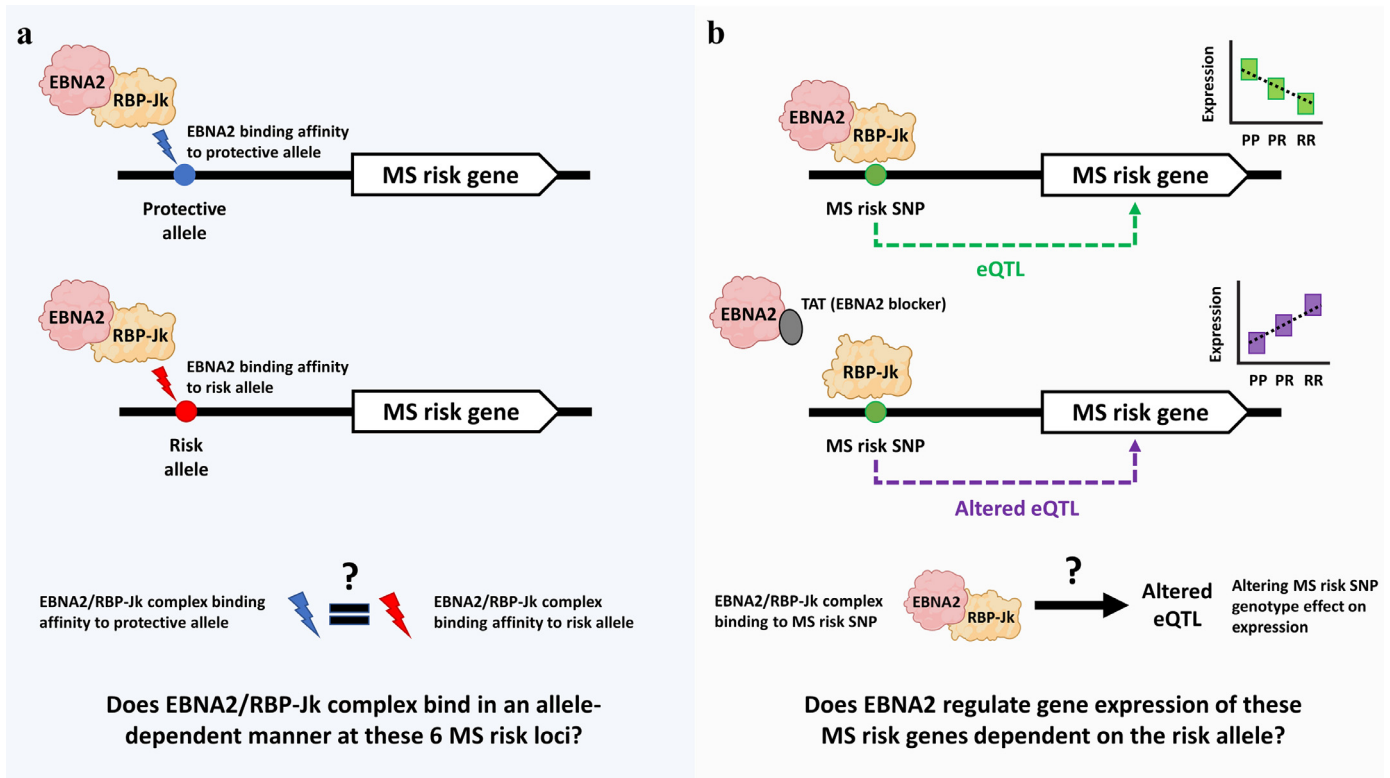 a
EBNA2
RBP-Jk
EBNA2 binding affinity
to protective allele
MS risk gene
Protective
allele
EBNA2
RBP-Jk
EBNA2 binding affinity
to risk allele
MS risk gene
Risk
allele
?
EBNA2/RBP-Jk complex binding
affinity to protective allele
EBNA2/RBP-Jk complex
binding affinity to risk allele
Does EBNA2/RBP-Jk complex bind in an allele-
dependent manner at these 6 MS risk loci?
b
EBNA2
RBP-Jk
Expression
PP PR RR
MS risk gene
MS risk SNP
eQTL
EBNA2
TAT (EBNA2 blocker)
RBP-Jk
Expression
PP PR RR
MS risk gene
MS risk SNP
Altered eQTL
EBNA2/RBP-Jk complex
binding to MS risk SNP
EBNA2
RBP-Jk
?
Altered
eQTL
Altering MS risk SNP
genotype effect on
expression
Does EBNA2 regulate gene expression of these
MS risk genes dependent on the risk allele?